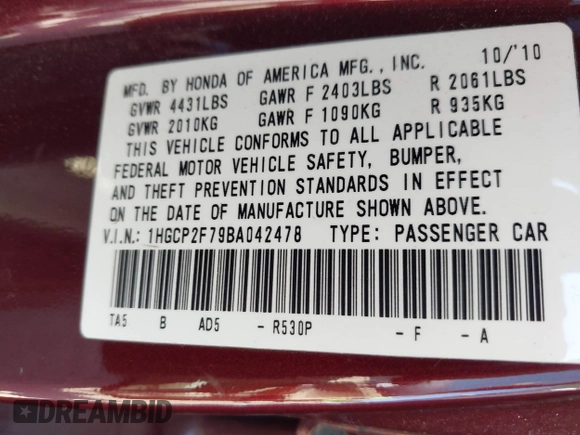 MFD. BY HONDA OF AMERICA MFG., INC. 10/'10
GVWR 4431LBS GAWR F 2403LBS R 2061LBS
GVWR 2010KG GAWR F 1090KG R 935KG
THIS VEHICLE CONFORMS TO ALL APPLICABLE
FEDERAL MOTOR VEHICLE SAFETY, BUMPER,
AND THEFT PREVENTION STANDARDS IN EFFECT
ON THE DATE OF MANUFACTURE SHOWN ABOVE.
V.I.N.: 1HGCP2F79BA042478 TYPE: PASSENGER CAR
TA5 B AD5 - R530P - F - A
DREAMBID